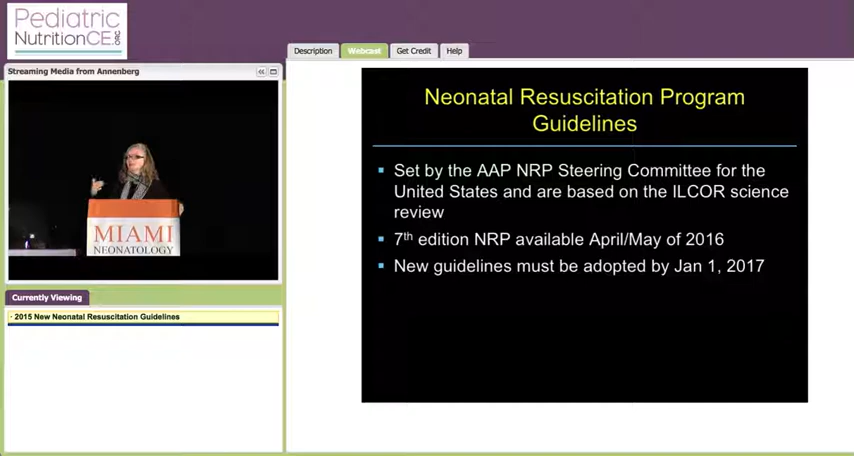 Pediatric
NutritionCE.ORG
Description
Webcast
Get Credit
Help
Streaming Media from Annenberg
Neonatal Resuscitation Program
Guidelines
▪ Set by the AAP NRP Steering Committee for the
United States and are based on the ILCOR science
review
▪ 7th edition NRP available April/May of 2016
▪ New guidelines must be adopted by Jan 1, 2017
MIAMI
NEONATOLOGY
Currently Viewing
· 2015 New Neonatal Resuscitation Guidelines